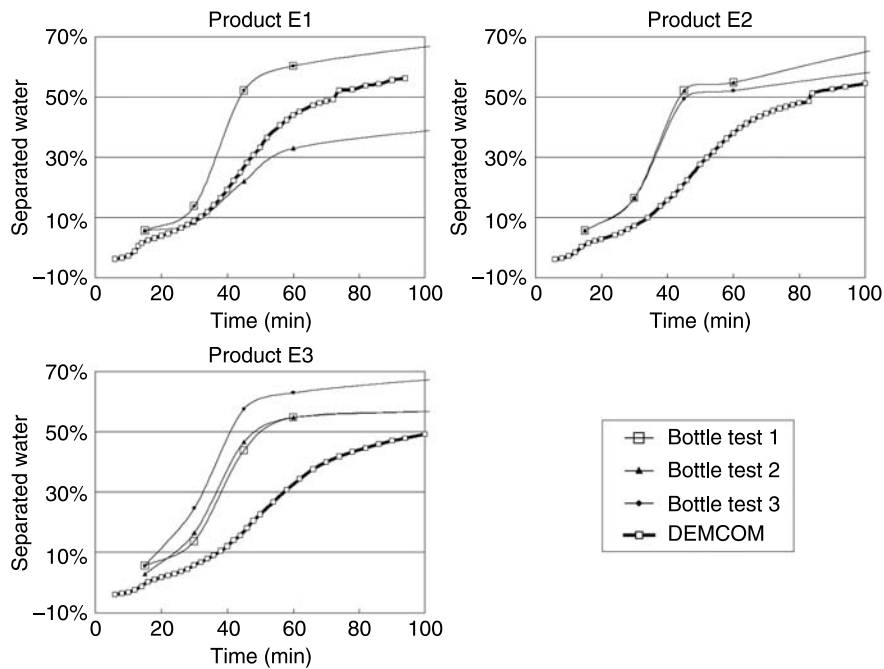 Product E1
70%
50%
30%
10%
–10%
Separated water
0 20 40 60 80 100
Time (min)
Product E2
70%
50%
30%
10%
–10%
Separated water
0 20 40 60 80 100
Time (min)
Product E3
70%
50%
30%
10%
–10%
Separated water
0 20 40 60 80 100
Time (min)
Bottle test 1
Bottle test 2
Bottle test 3
DEMCOM